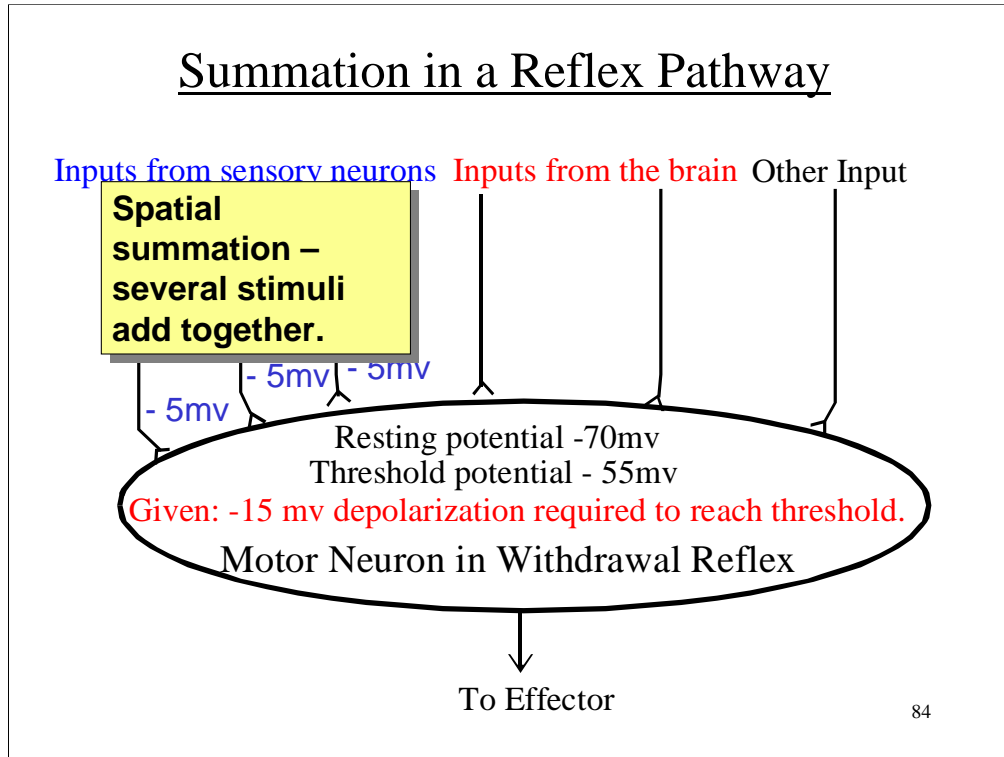 Summation in a Reflex Pathway
Inputs from sensory neurons Inputs from the brain Other Input
Spatial
summation –
several stimuli
add together.
- 5mv
- 5mv
- 5mv
Resting potential -70mv
Threshold potential - 55mv
Given: -15 mv depolarization required to reach threshold.
Motor Neuron in Withdrawal Reflex
To Effector
84